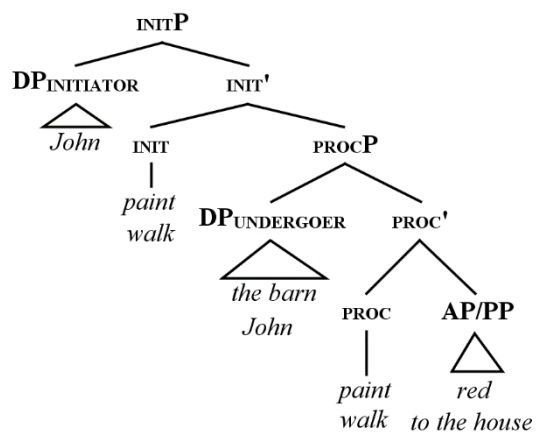 INITP
DPINITIATOR INIT'
John INIT PROCP
paint
walk DPUNDERGOER PROC'
the barn
John PROC AP/PP
paint red
walk to the house